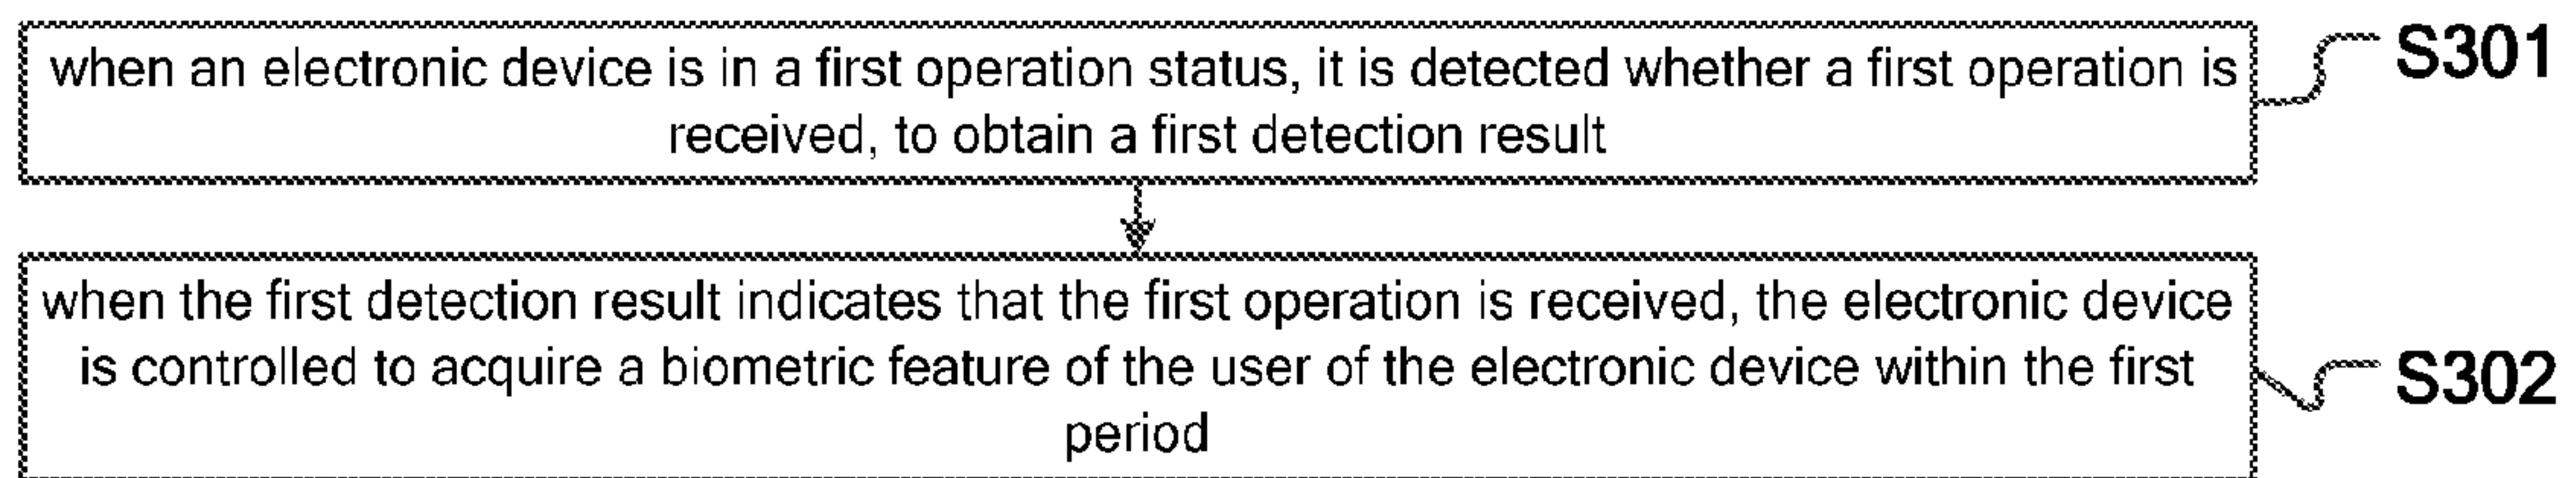 when an electronic device is in a first operation status, it is detected whether a first operation is
received, to obtain a first detection result
S301
when the first detection result indicates that the first operation is received, the electronic device
is controlled to acquire a biometric feature of the user of the electronic device within the first
period
S302